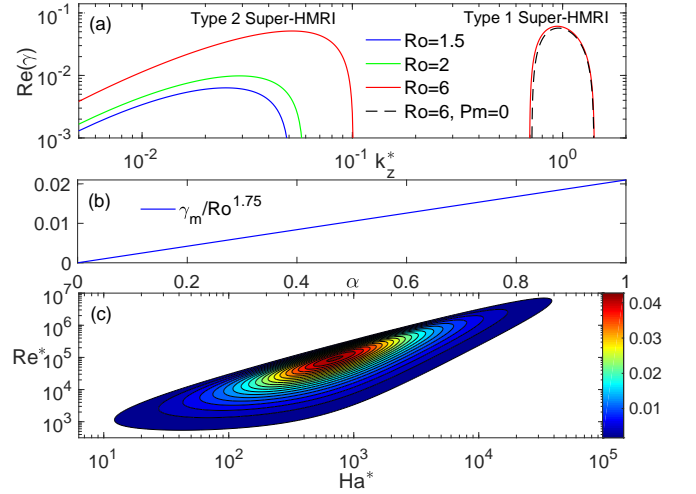 (a)
Type 2 Super-HMRI
Type 1 Super-HMRI
Re(γ)
10^-1
10^-2
10^-3
Ro=1.5
Ro=2
Ro=6
Ro=6, Pm=0
10^-2
10^-1
k_z^*
10^0
(b)
γ_m/Ro^1.75
0.02
0.01
0
0
0.2
0.4
α
0.6
0.8
1
(c)
Re*
10^7
10^6
10^5
10^4
10^3
10^1
10^2
10^3
10^4
10^5
Ha*
0.04
0.03
0.02
0.01